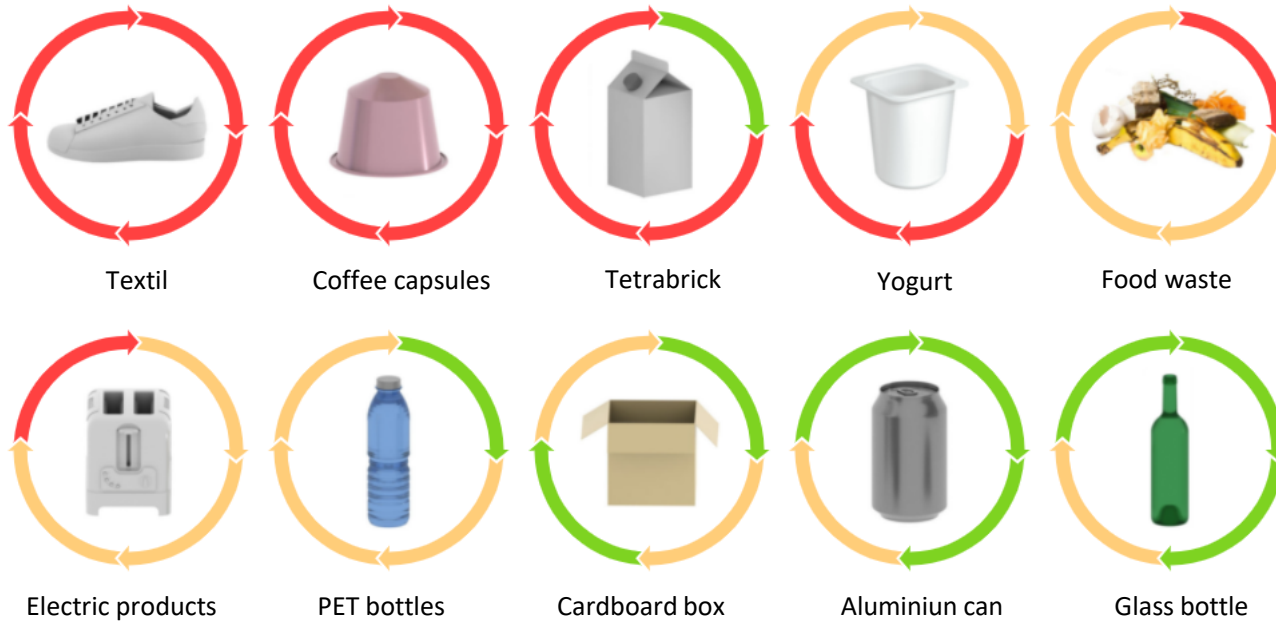 Textil
Coffee capsules
Tetrabrick
Yogurt
Food waste
Electric products
PET bottles
Cardboard box
Aluminiun can
Glass bottle